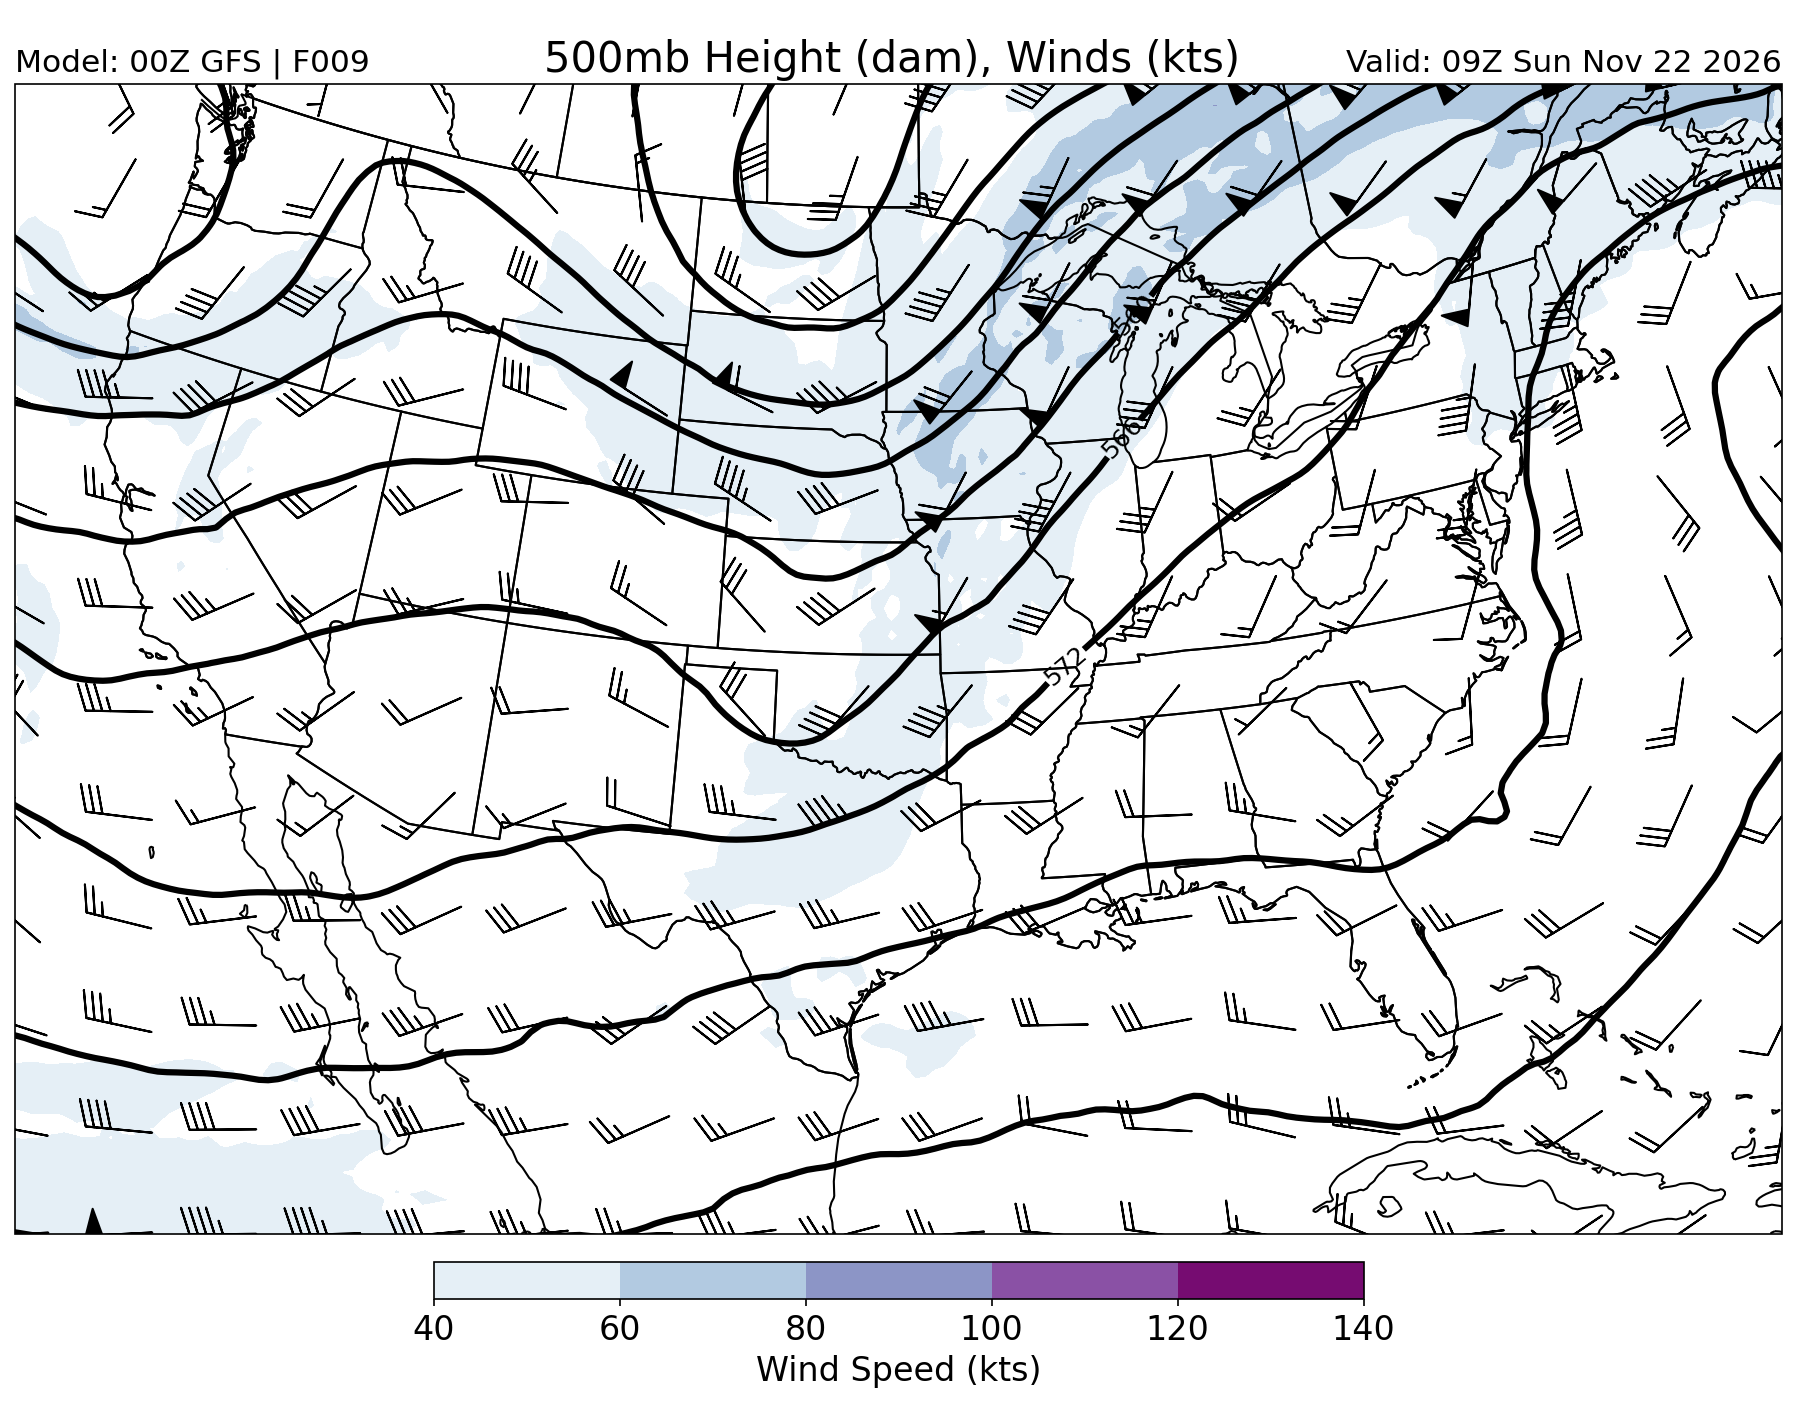 Model: 00Z GFS | F009
500mb Height (dam), Winds (kts)
Valid: 09Z Sun Nov 22 2026
566
572
40 60 80 100 120 140
Wind Speed (kts)